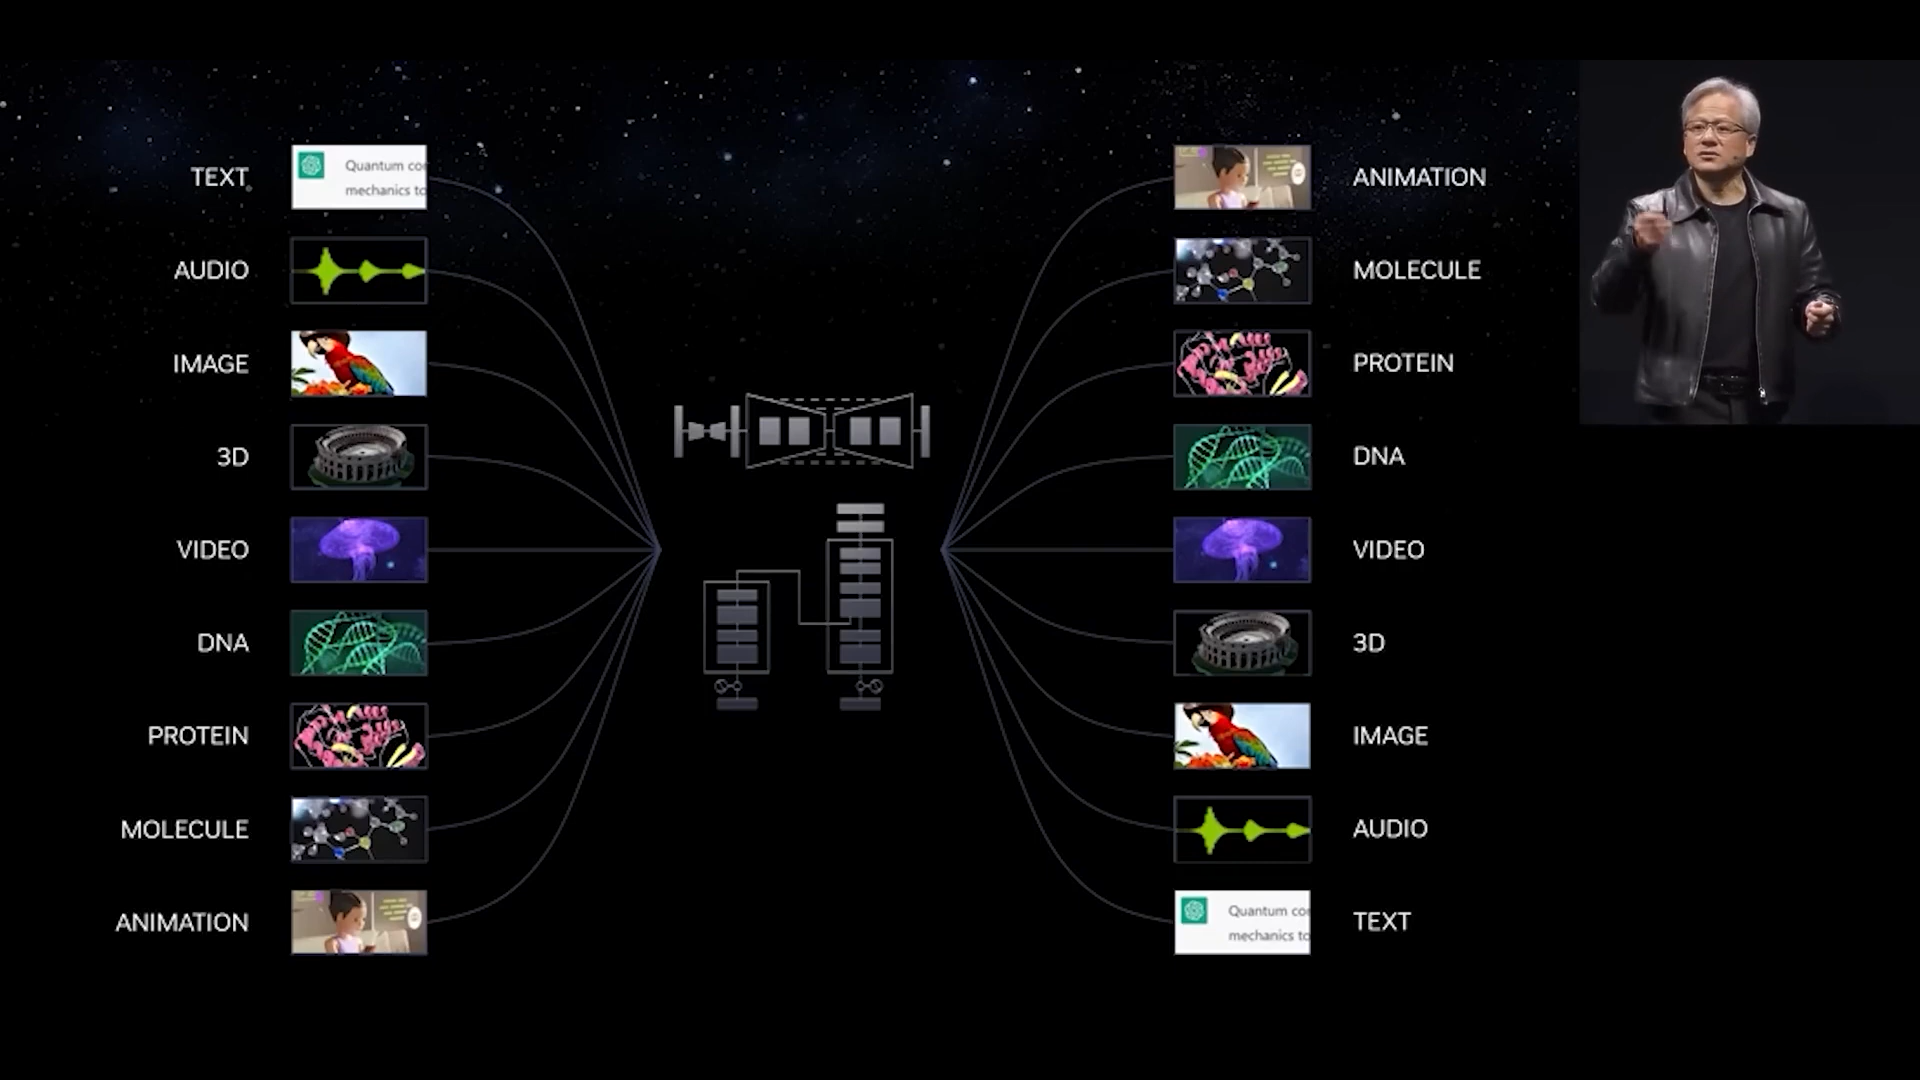 TEXT
Quantum co
mechanics to
AUDIO
IMAGE
3D
VIDEO
DNA
PROTEIN
MOLECULE
ANIMATION
ANIMATION
MOLECULE
PROTEIN
DNA
VIDEO
3D
IMAGE
AUDIO
Quantum co
mechanics to
TEXT